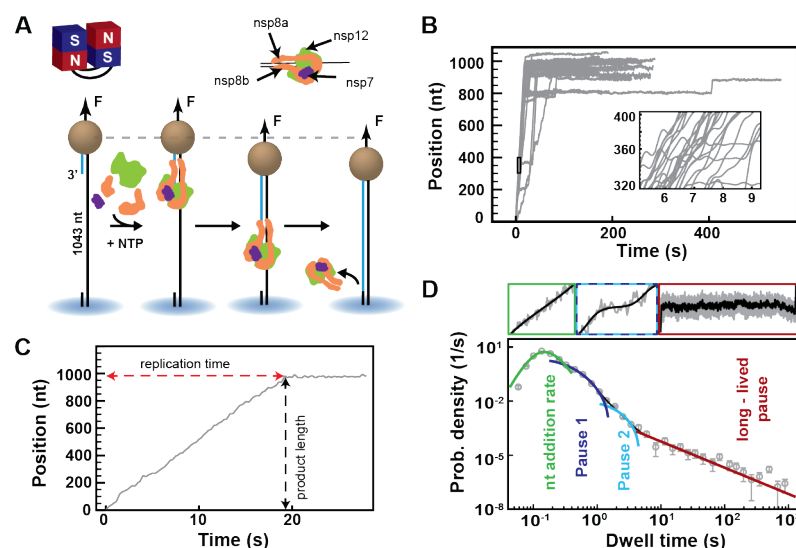 A
S
N
N
S
nsp8a
nsp12
nsp8b
nsp7
F
F
F
F
3'
1043 nt
+ NTP
B
Position (nt)
1000
800
600
400
200
0
400
360
320
6
7
8
9
0
200
400
Time (s)
C
Position (nt)
1000
800
600
400
200
0
replication time
product length
0
10
20
Time (s)
D
Prob. density (1/s)
10¹
10⁻²
10⁻⁵
10⁻⁸
nt addition rate
Pause 1
Pause 2
long - lived
pause
10⁻¹
10⁰
10¹
10²
10³
Dwell time (s)